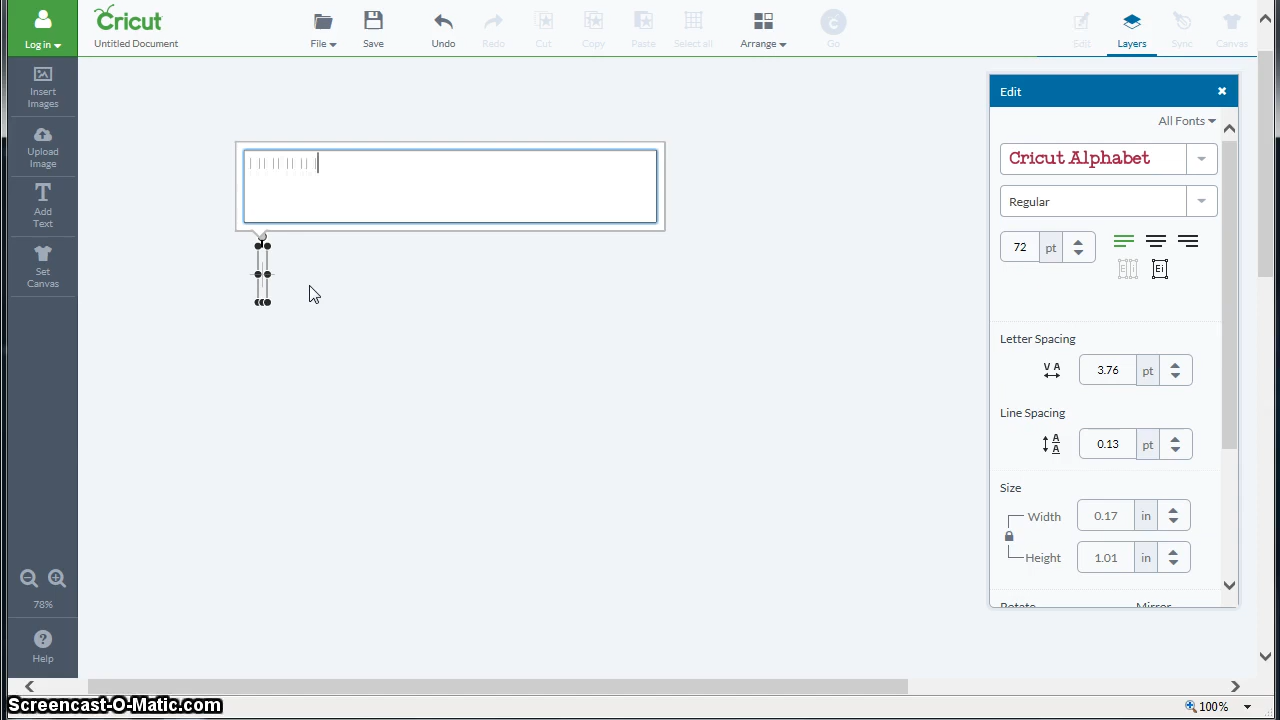 Log in
Cricut
Untitled Document
File
Save
Undo
Redo
Cut
Copy
Paste
Select all
Arrange
Go
Edit
Layers
Sync
Canvas
Insert
Images
Upload
Image
Add
Text
Set
Canvas
78%
Help
| || || || || |
Edit
All Fonts
Cricut Alphabet
Regular
72 pt
Letter Spacing
V A
3.76 pt
Line Spacing
A
A
0.13 pt
Size
Width 0.17 in
Height 1.01 in
Rotate Mirror
Screencast-O-Matic.com
100%